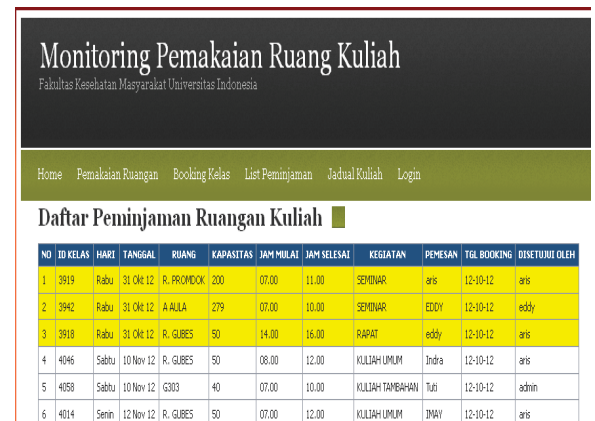 Monitoring Pemakaian Ruang Kuliah
Fakultas Kesehatan Masyarakat Universitas Indonesia
Home Pemakaian Ruangan Booking Kelas List Peminjaman Jadual Kuliah Login
Daftar Peminjaman Ruangan Kuliah
NO ID KELAS HARI TANGGAL RUANG KAPASITAS JAM MULAI JAM SELESAI KEGIATAN PEMESAN TGL BOOKING DISETUJUI OLEH
1 3919 Rabu 31 Okt 12 R. PROMDOK 200 07.00 11.00 SEMINAR aris 12-10-12 aris
2 3942 Rabu 31 Okt 12 A AULA 279 07.00 10.00 SEMINAR EDDY 12-10-12 eddy
3 3918 Rabu 31 Okt 12 R. GUBES 50 14.00 16.00 RAPAT eddy 12-10-12 aris
4 4046 Sabtu 10 Nov 12 R. GUBES 50 08.00 12.00 KULIAH UMUM Indra 12-10-12 aris
5 4058 Sabtu 10 Nov 12 G303 40 07.00 10.00 KULIAH TAMBAHAN Tuti 12-10-12 admin
6 4014 Senin 12 Nov 12 R. GUBES 50 07.00 12.00 KULIAH UMUM IMAY 12-10-12 aris